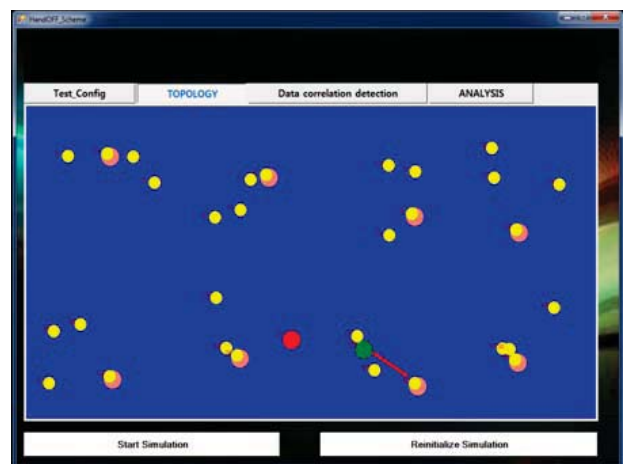 HandOFF_Scheme
Test_Config TOPOLOGY Data correlation detection ANALYSIS
Start Simulation Reinitialize Simulation